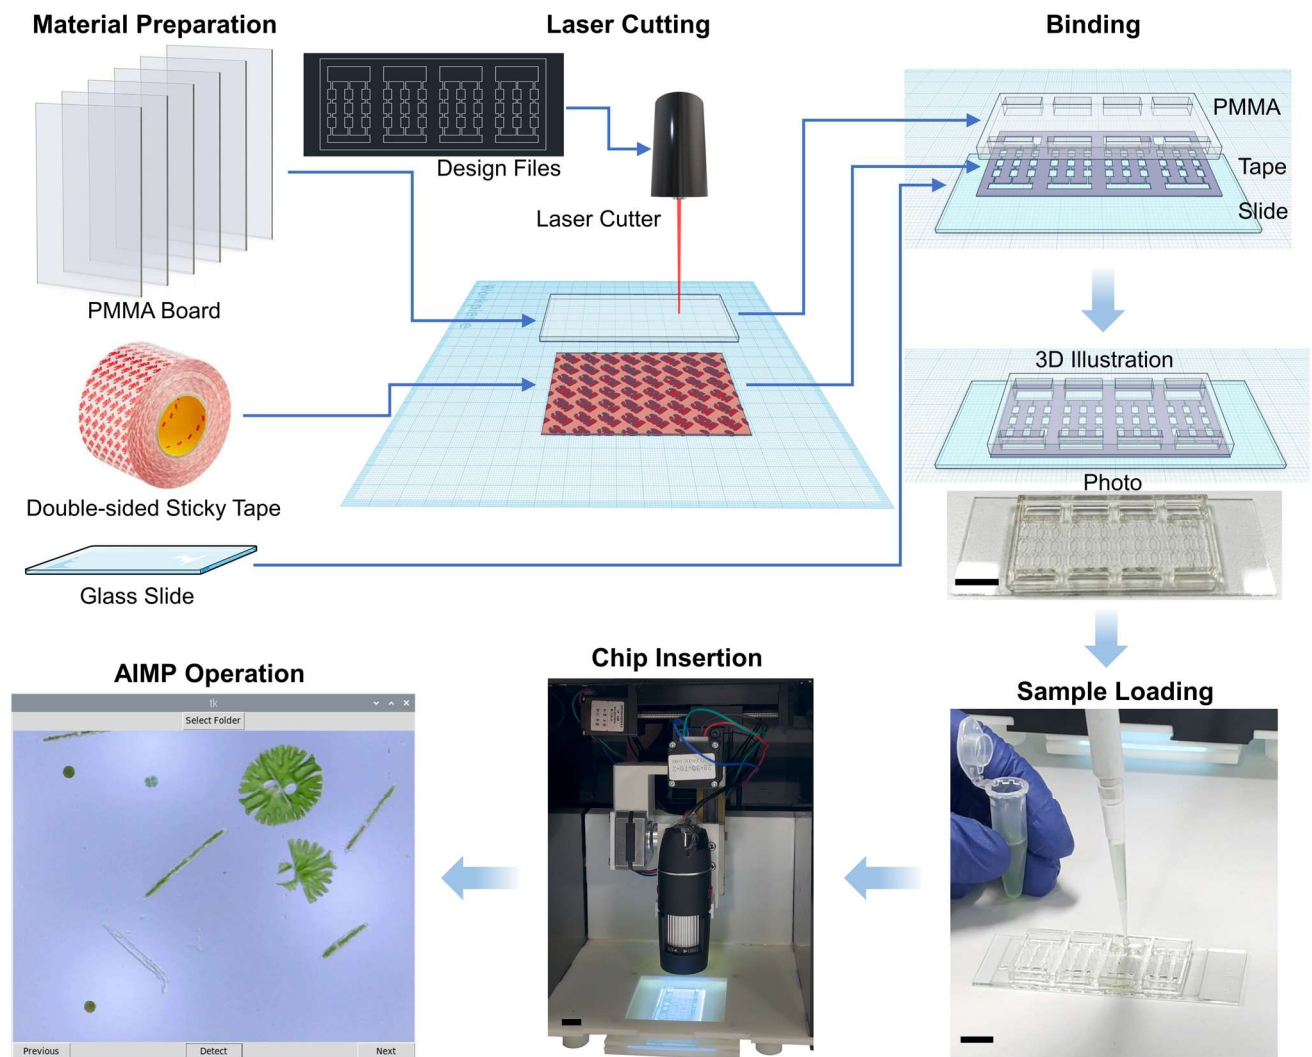 Material Preparation
Laser Cutting
Binding
PMMA
Tape
Slide
Design Files
Laser Cutter
PMMA Board
Workplane
3D Illustration
Photo
Double-sided Sticky Tape
Glass Slide
AIMP Operation
Chip Insertion
Sample Loading
tk
Select Folder
Previous
Detect
Next